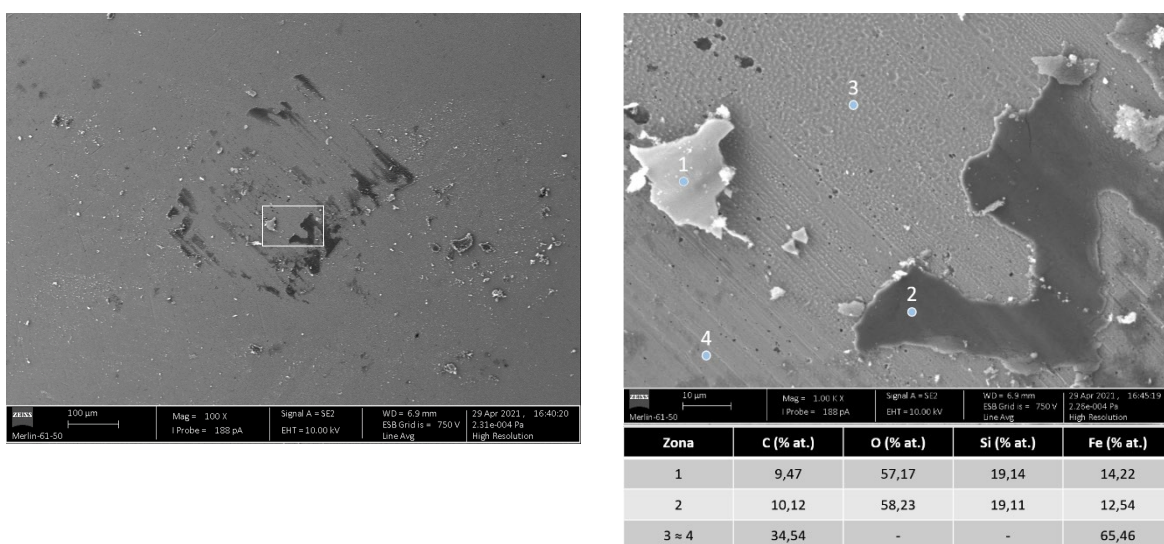 1
2
3
4
ZEISS
Merlin-61-50
100 µm
Mag = 100 X
I Probe = 188 pA
Signal A = SE2
EHT = 10.00 kV
WD = 6.9 mm
ESB Grid is = 750 V
Line Avg
29 Apr 2021 , 16:40:20
2.31e-004 Pa
High Resolution
ZEISS
Merlin-61-50
10 µm
Mag = 1.00 K X
I Probe = 188 pA
Signal A = SE2
EHT = 10.00 kV
WD = 6.9 mm
ESB Grid is = 750 V
Line Avg
29 Apr 2021 , 16:45:19
2.26e-004 Pa
High Resolution
Zona C (% at.) O (% at.) Si (% at.) Fe (% at.)
1 9,47 57,17 19,14 14,22
2 10,12 58,23 19,11 12,54
3 ≈ 4 34,54 - - 65,46